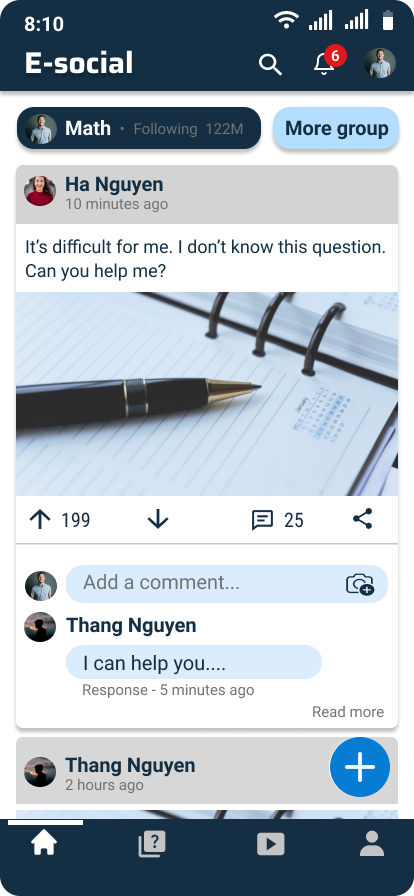 8:10
E-social
6
Math • Following 122M
More group
Ha Nguyen
10 minutes ago
It’s difficult for me. I don’t know this question.
Can you help me?
January
199
25
Add a comment...
Thang Nguyen
I can help you....
Response - 5 minutes ago
Read more
Thang Nguyen
2 hours ago
?